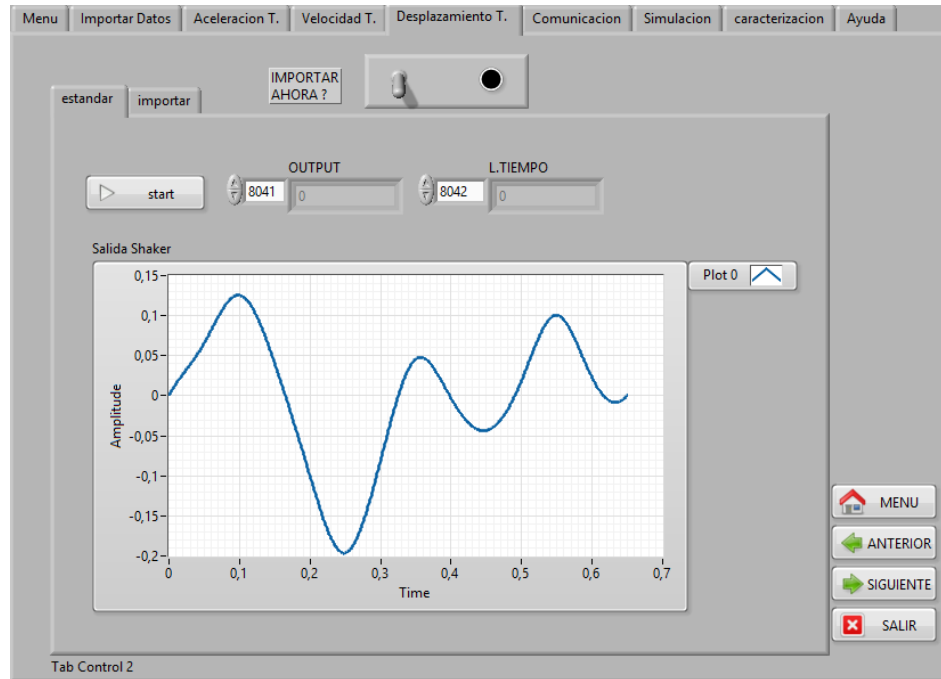 Menu
Importar Datos
Aceleracion T.
Velocidad T.
Desplazamiento T.
Comunicacion
Simulacion
caracterizacion
Ayuda
IMPORTAR
AHORA ?
estandar
importar
start
OUTPUT
8041
0
L.TIEMPO
8042
0
Salida Shaker
Plot 0
Amplitude
0,15
0,1
0,05
0
-0,05
-0,1
-0,15
-0,2
0 0,1 0,2 0,3 0,4 0,5 0,6 0,7
Time
MENU
ANTERIOR
SIGUIENTE
SALIR
Tab Control 2